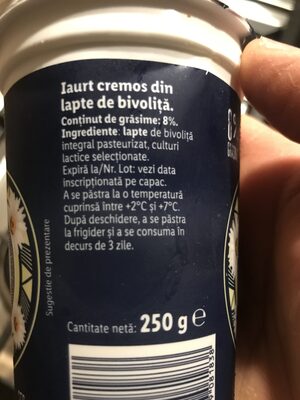 Iaurt cremos din
lapte de bivoliță.
Conținut de grăsime: 8%.
Ingrediente: lapte de bivoliță
integral pasteurizat, culturi
lactice selecționate.
Expiră la/Nr. Lot: vezi data
inscripționată pe capac.
A se păstra la o temperatură
cuprinsă între +2°C și +7°C.
După deschidere, a se păstra
la frigider și a se consuma în
decurs de 3 zile.
Sugestie de prezentare
Cantitate netă: 250 g e